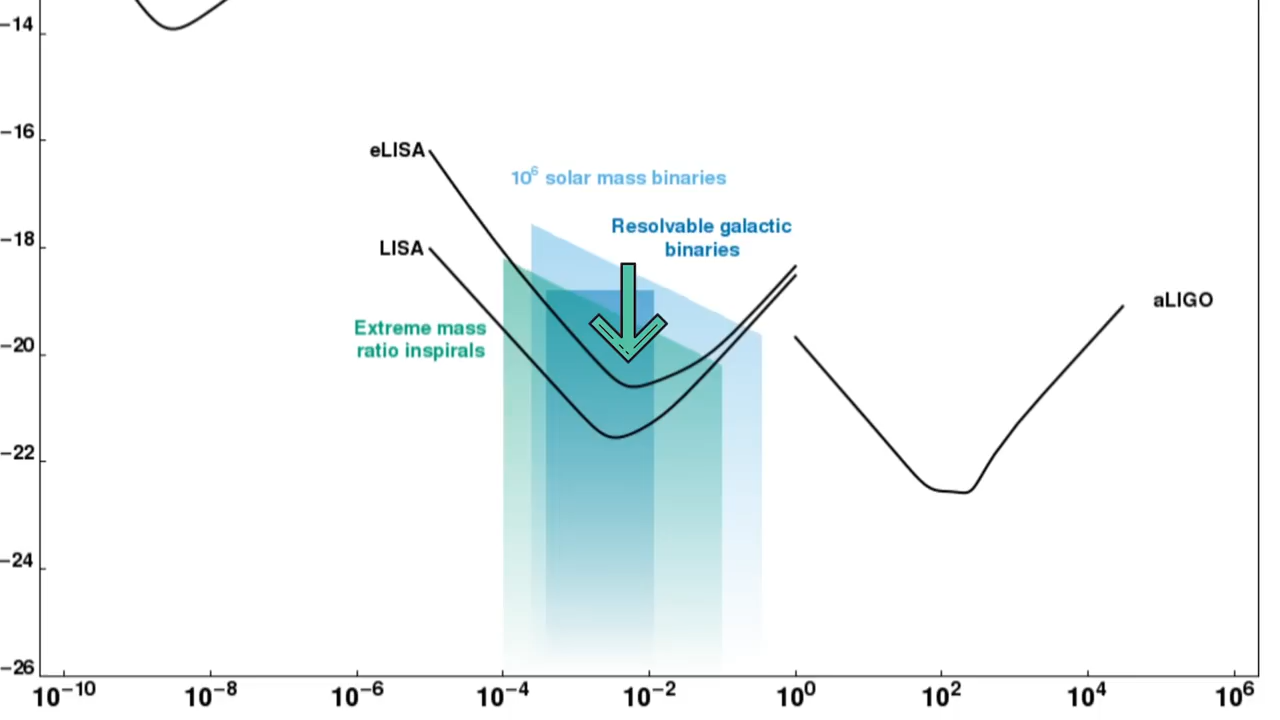 −14
−16
eLISA
10⁶ solar mass binaries
Resolvable galactic
binaries
−18
LISA
aLIGO
Extreme mass
ratio inspirals
−20
−22
−24
−26
10⁻¹⁰ 10⁻⁸ 10⁻⁶ 10⁻⁴ 10⁻² 10⁰ 10² 10⁴ 10⁶